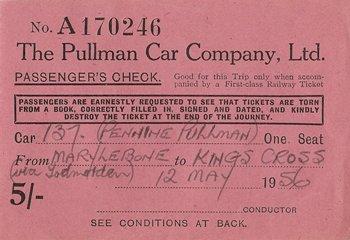 No. A170246
The Pullman Car Company, Ltd.
PASSENGER'S CHECK. Good for this Trip only when accompanied by a First-class Railway Ticket
PASSENGERS ARE EARNESTLY REQUESTED TO SEE THAT TICKETS ARE TORN
FROM A BOOK, CORRECTLY FILLED IN, SIGNED AND DATED, AND KINDLY
DESTROY THE TICKET AT THE END OF THE JOURNEY.
Car 137. (PENNINE PULLMAN) One Seat
From MARYLEBONE to KINGS CROSS
(via Todmorden) 12 MAY 1956
5/-
CONDUCTOR
SEE CONDITIONS AT BACK.